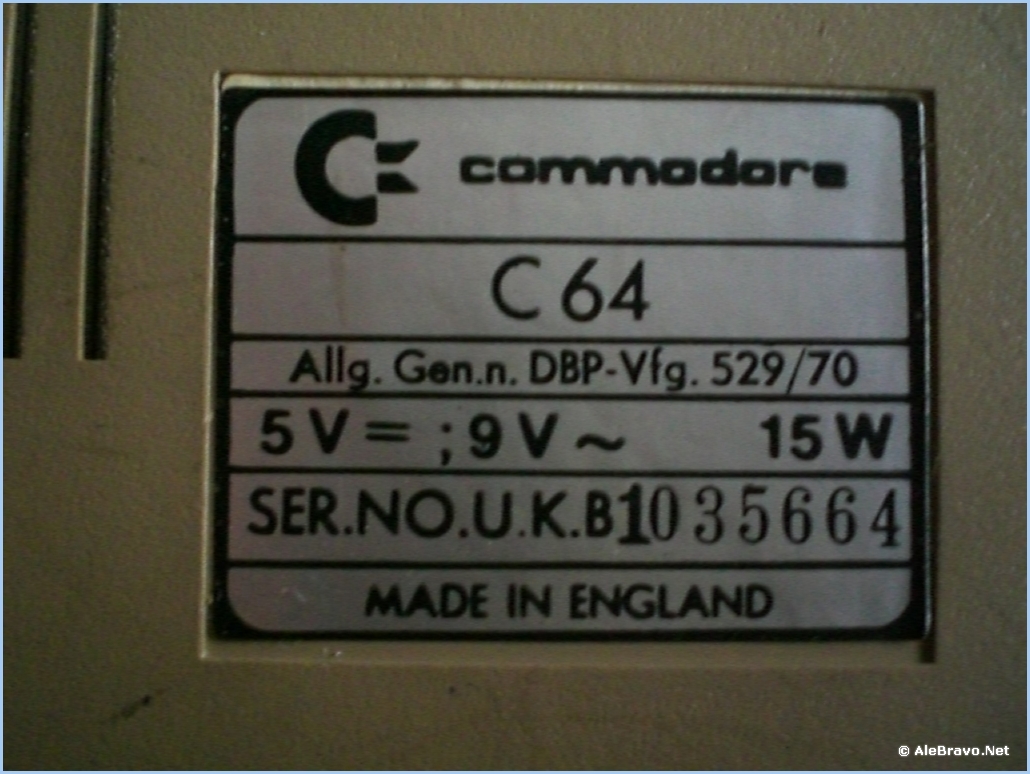 commodore
C 64
Allg. Gen.n. DBP-Vfg. 529/70
5 V = ; 9 V ~ 15 W
SER.NO.U.K.B1035664
MADE IN ENGLAND
© AleBravo.Net